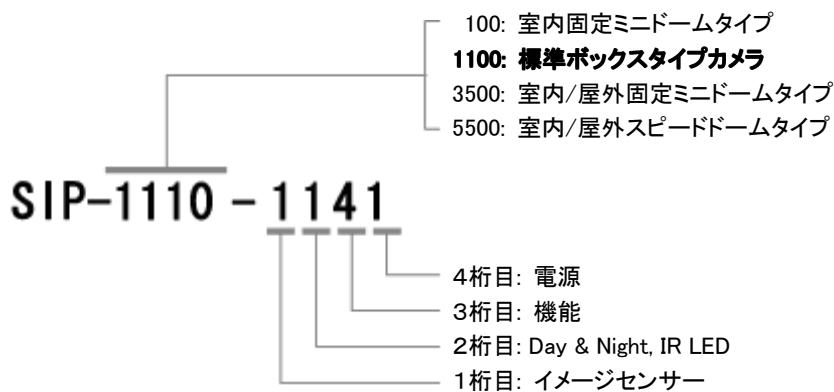 100: 室内固定ミニドームタイプ
1100: 標準ボックスタイプカメラ
3500: 室内/屋外固定ミニドームタイプ
5500: 室内/屋外スピードドームタイプ
SIP-1110-1141
4桁目: 電源
3桁目: 機能
2桁目: Day & Night, IR LED
1桁目: イメージセンサー